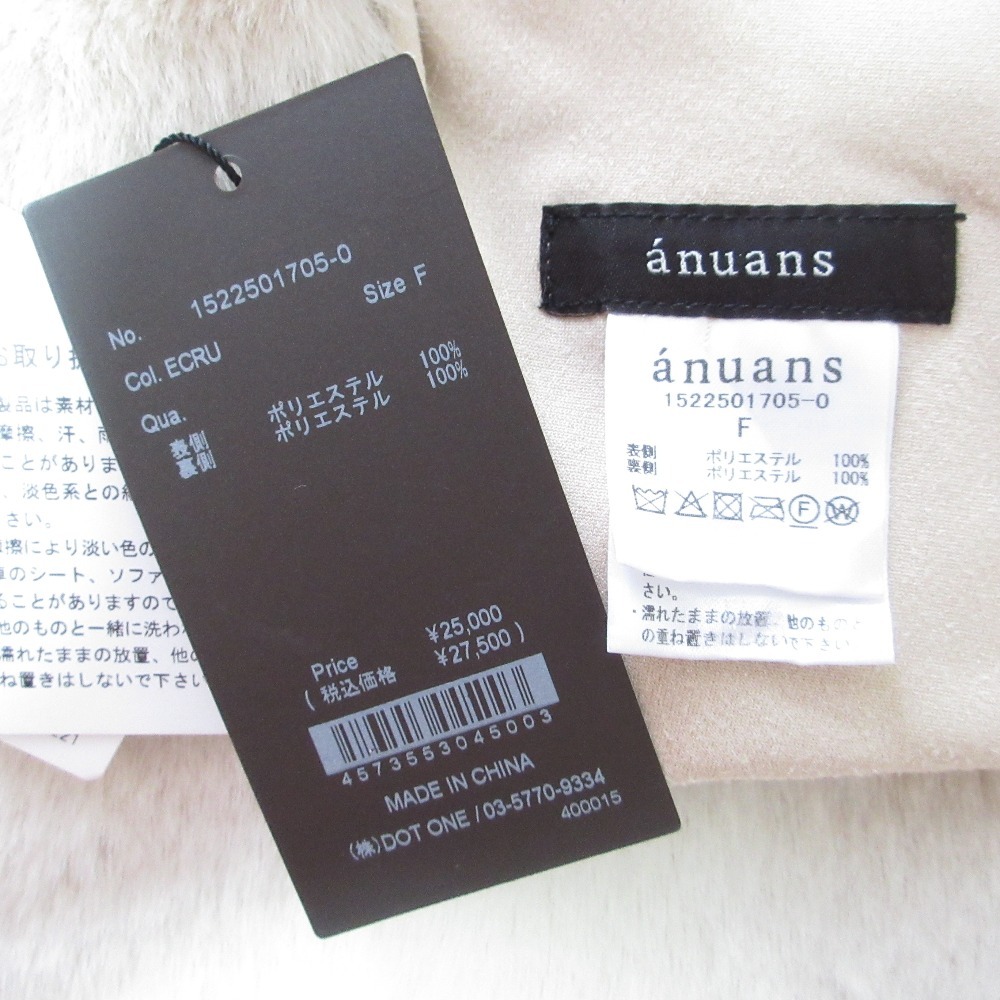 No. 1522501705-0
Size F
Col. ECRU
Qua.
表側 ポリエステル 100%
裏側 ポリエステル 100%
Price ¥25,000
( 税込価格 ¥27,500 )
4573553045003
MADE IN CHINA
(株)DOT ONE / 03-5770-9334
400015
ánuans
ánuans
1522501705-0
F
表側 ポリエステル 100%
裏側 ポリエステル 100%
F
W
さい。
・濡れたままの放置、他のもの
の重ね置きはしないで下さい
お取り
製品は素材
摩擦、汗、雨
ことがありま
、淡色系との
さい。
擦により淡い色の
のシート、ソファ
ることがありますので
他のものと一緒に洗わ
濡れたままの放置、他の
ね置きはしないで下さい